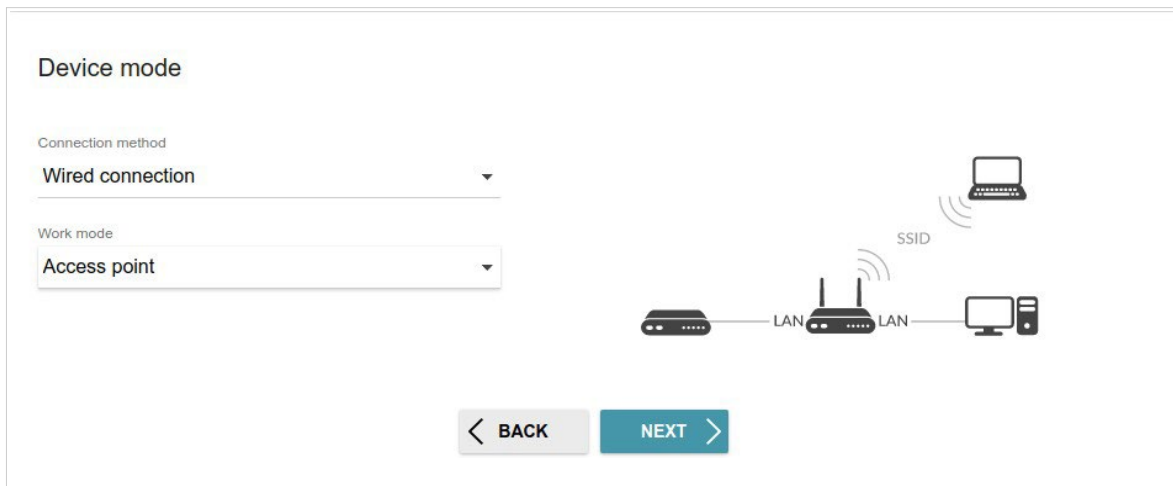 Device mode
Connection method
Wired connection
Work mode
Access point
SSID
LAN LAN
BACK NEXT